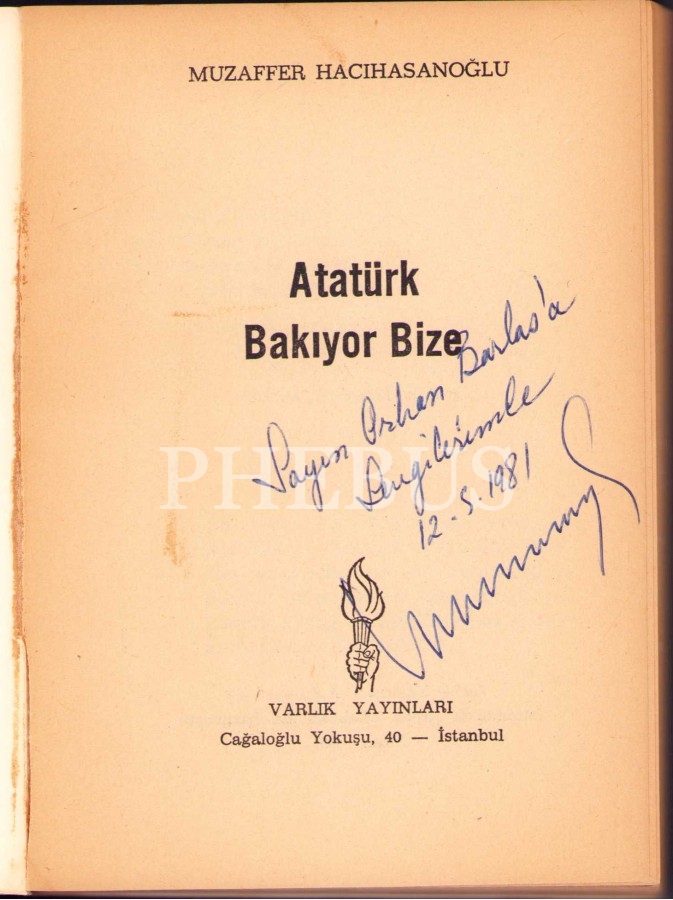 MUZAFFER HACIHASANOĞLU
Atatürk
Bakıyor Bize
Sayın Orhan Barlas'a
Sevgilerimle
12-5-1981
PHEBUS
VARLIK YAYINLARI
Cağaloğlu Yokuşu, 40 — İstanbul